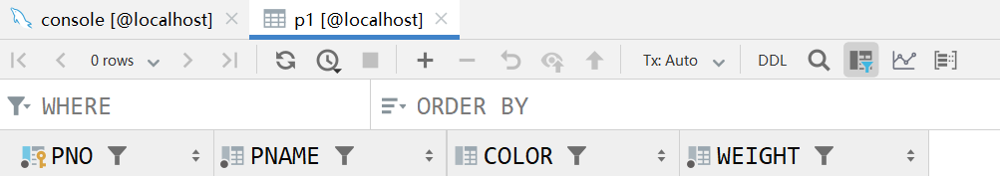 console [@localhost] p1 [@localhost]
0 rows Tx: Auto DDL
WHERE ORDER BY
PNO PNAME COLOR WEIGHT